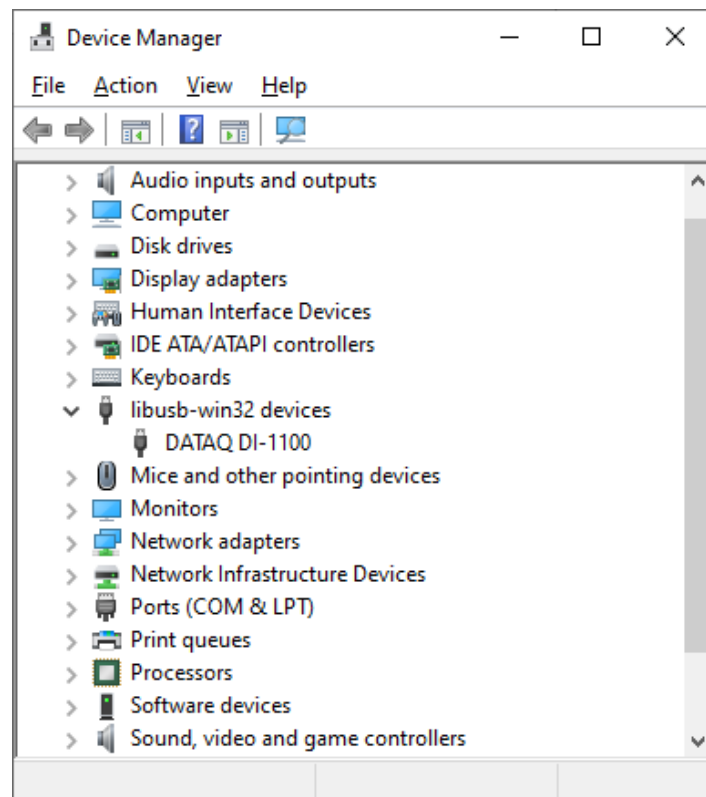 Device Manager
File Action View Help
Audio inputs and outputs
Computer
Disk drives
Display adapters
Human Interface Devices
IDE ATA/ATAPI controllers
Keyboards
libusb-win32 devices
DATAQ DI-1100
Mice and other pointing devices
Monitors
Network adapters
Network Infrastructure Devices
Ports (COM & LPT)
Print queues
Processors
Software devices
Sound, video and game controllers